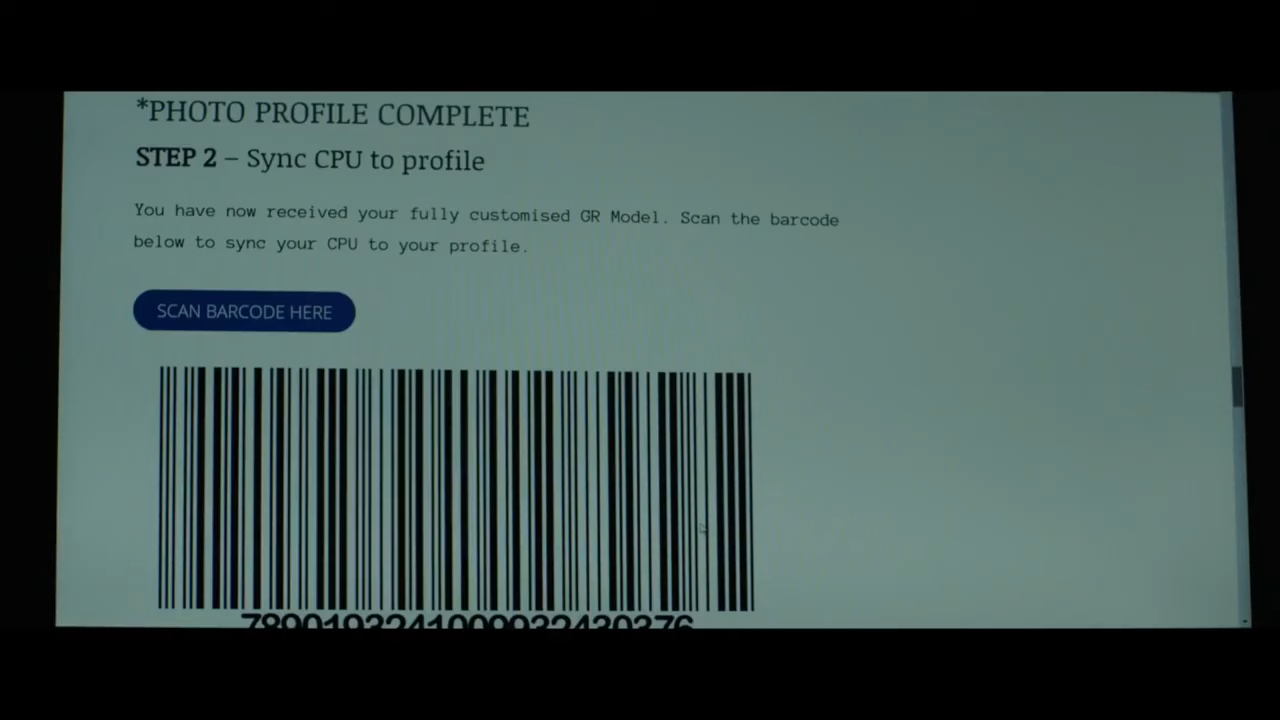 *PHOTO PROFILE COMPLETE
STEP 2 – Sync CPU to profile
You have now received your fully customised GR Model. Scan the barcode
below to sync your CPU to your profile.
SCAN BARCODE HERE
7890193241009932430376